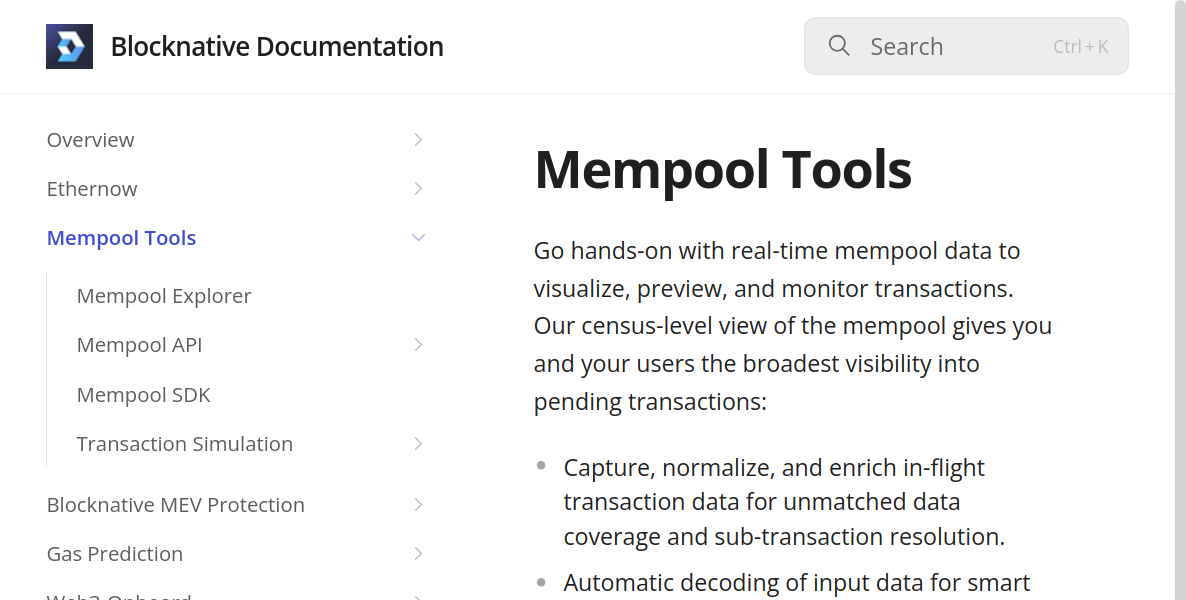 Blocknative Documentation
Search
Ctrl + K
Overview
Ethernow
Mempool Tools
Mempool Explorer
Mempool API
Mempool SDK
Transaction Simulation
Blocknative MEV Protection
Gas Prediction
Web3 Onboard
Mempool Tools
Go hands-on with real-time mempool data to
visualize, preview, and monitor transactions.
Our census-level view of the mempool gives you
and your users the broadest visibility into
pending transactions:
Capture, normalize, and enrich in-flight
transaction data for unmatched data
coverage and sub-transaction resolution.
Automatic decoding of input data for smart